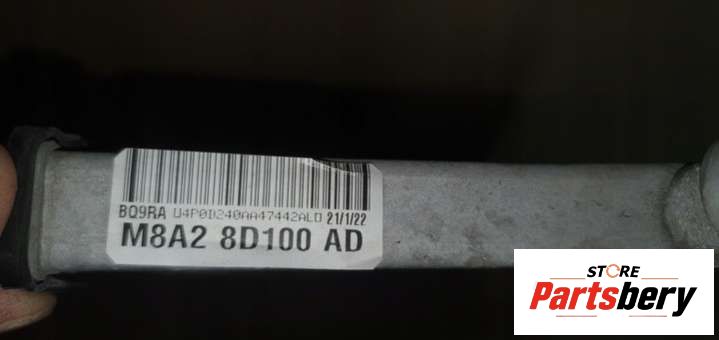 BQ9RA U4P0D240AA47442ALD 21/1/22
M8A2 8D100 AD
STORE
Partsbery